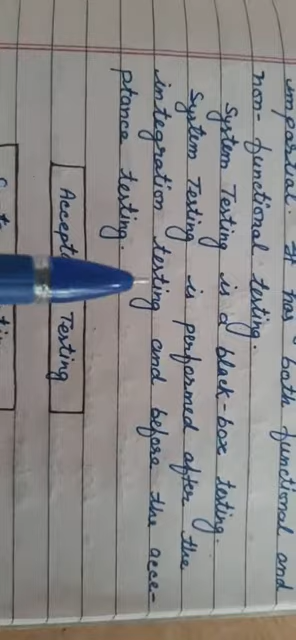 impartial. It has both functional and
non-functional testing.
System Testing is a black-box testing.
System Testing is performed after the
integration testing and before the acce-
ptance testing.
Testing